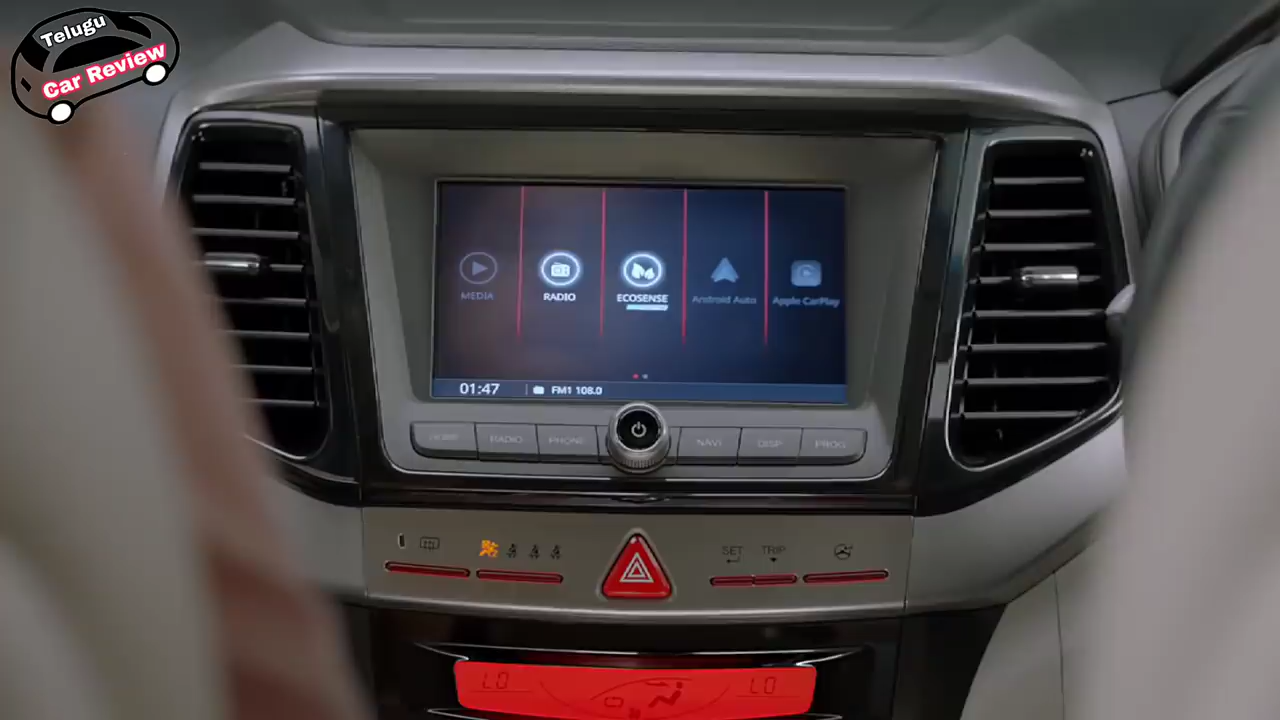 Telugu
Car Review
MEDIA
RADIO
ECOSENSE
Android Auto
Apple CarPlay
01:47
FM1 108.0
HOME
RADIO
PHONE
NAVI
DISP
PROG
SET
TRIP
LO
LO